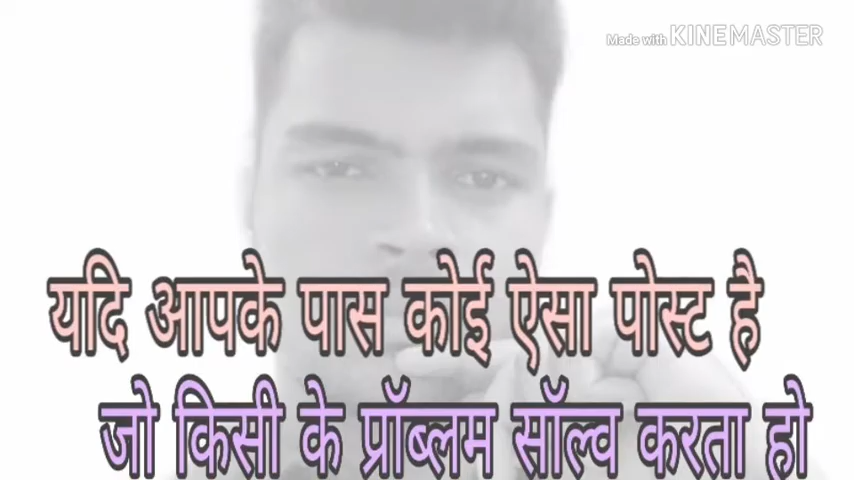 Made with KINEMASTER
यदि आपके पास कोई ऐसा पोस्ट है
जो किसी के प्रॉब्लम सॉल्व करता हो